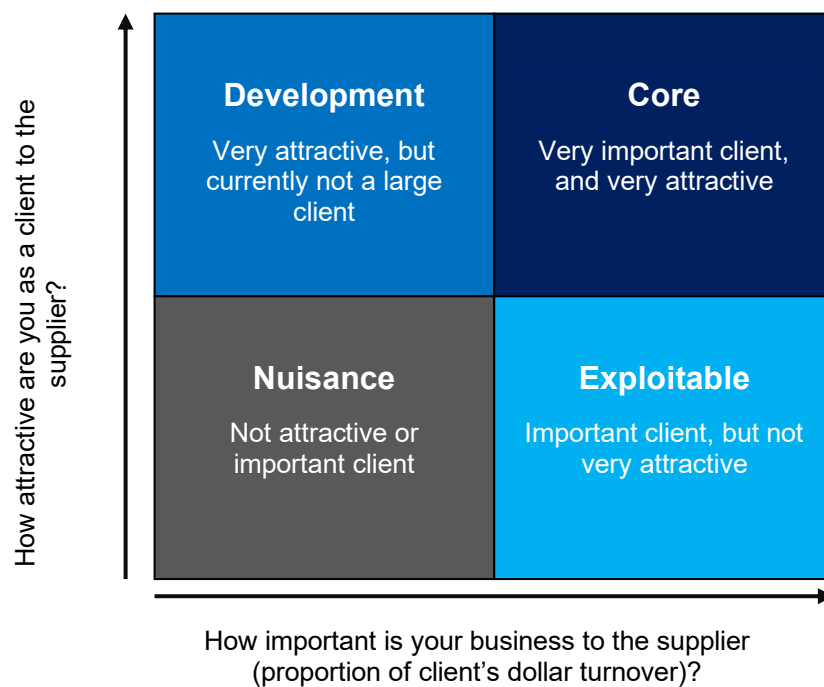 How attractive are you as a client to the
supplier?
Development
Very attractive, but
currently not a large
client
Core
Very important client,
and very attractive
Nuisance
Not attractive or
important client
Exploitable
Important client, but not
very attractive
How important is your business to the supplier
(proportion of client’s dollar turnover)?